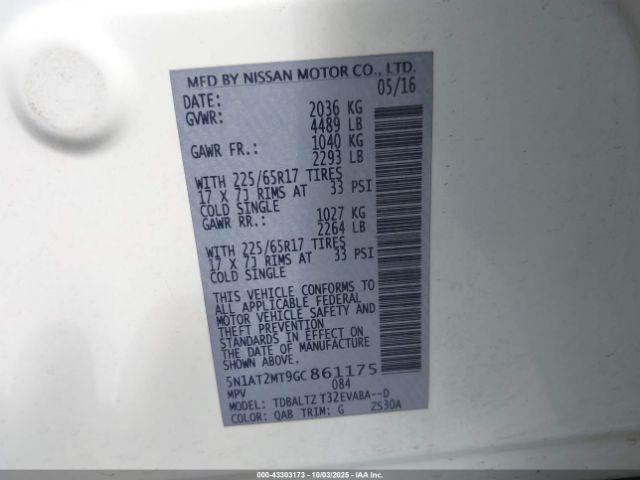 MFD BY NISSAN MOTOR CO., LTD.
DATE: 05/16
GVWR: 2036 KG
4489 LB
GAWR FR.: 1040 KG
2293 LB
WITH 225/65R17 TIRES
17 X 7J RIMS AT 33 PSI
COLD SINGLE
GAWR RR.: 1027 KG
2264 LB
WITH 225/65R17 TIRES
17 X 7J RIMS AT 33 PSI
COLD SINGLE
THIS VEHICLE CONFORMS TO
ALL APPLICABLE FEDERAL
MOTOR VEHICLE SAFETY AND
THEFT PREVENTION
STANDARDS IN EFFECT ON
THE DATE OF MANUFACTURE
SHOWN ABOVE.
5N1AT2MT9GC861175
MPV 084
MODEL: TDBALTZ T32EVABA--D
COLOR: QAB TRIM: G ZS30A
000-43303173 - 10/03/2025 - IAAI.COM